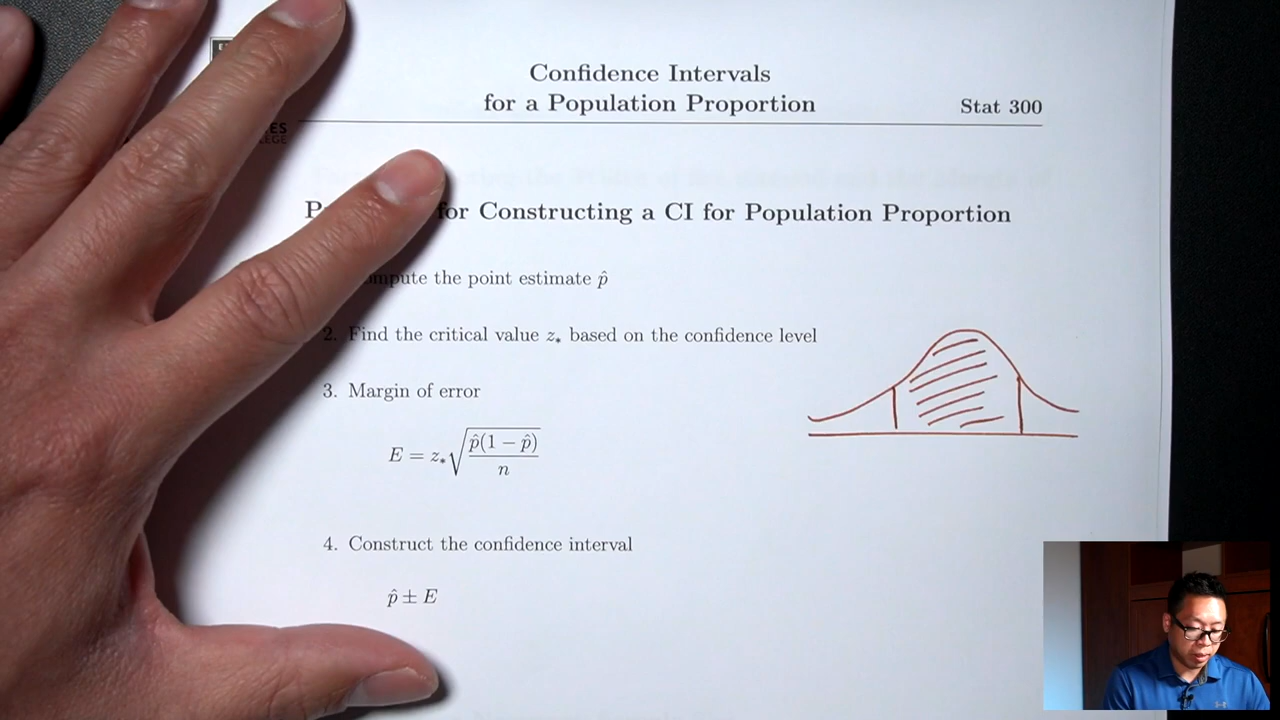 Confidence Intervals
for a Population Proportion
Stat 300
ES
for Constructing a CI for Population Proportion
the point estimate p̂
2. Find the critical value z⁎ based on the confidence level
3. Margin of error
E = z⁎√(p̂(1 − p̂)/n)
4. Construct the confidence interval
p̂ ± E